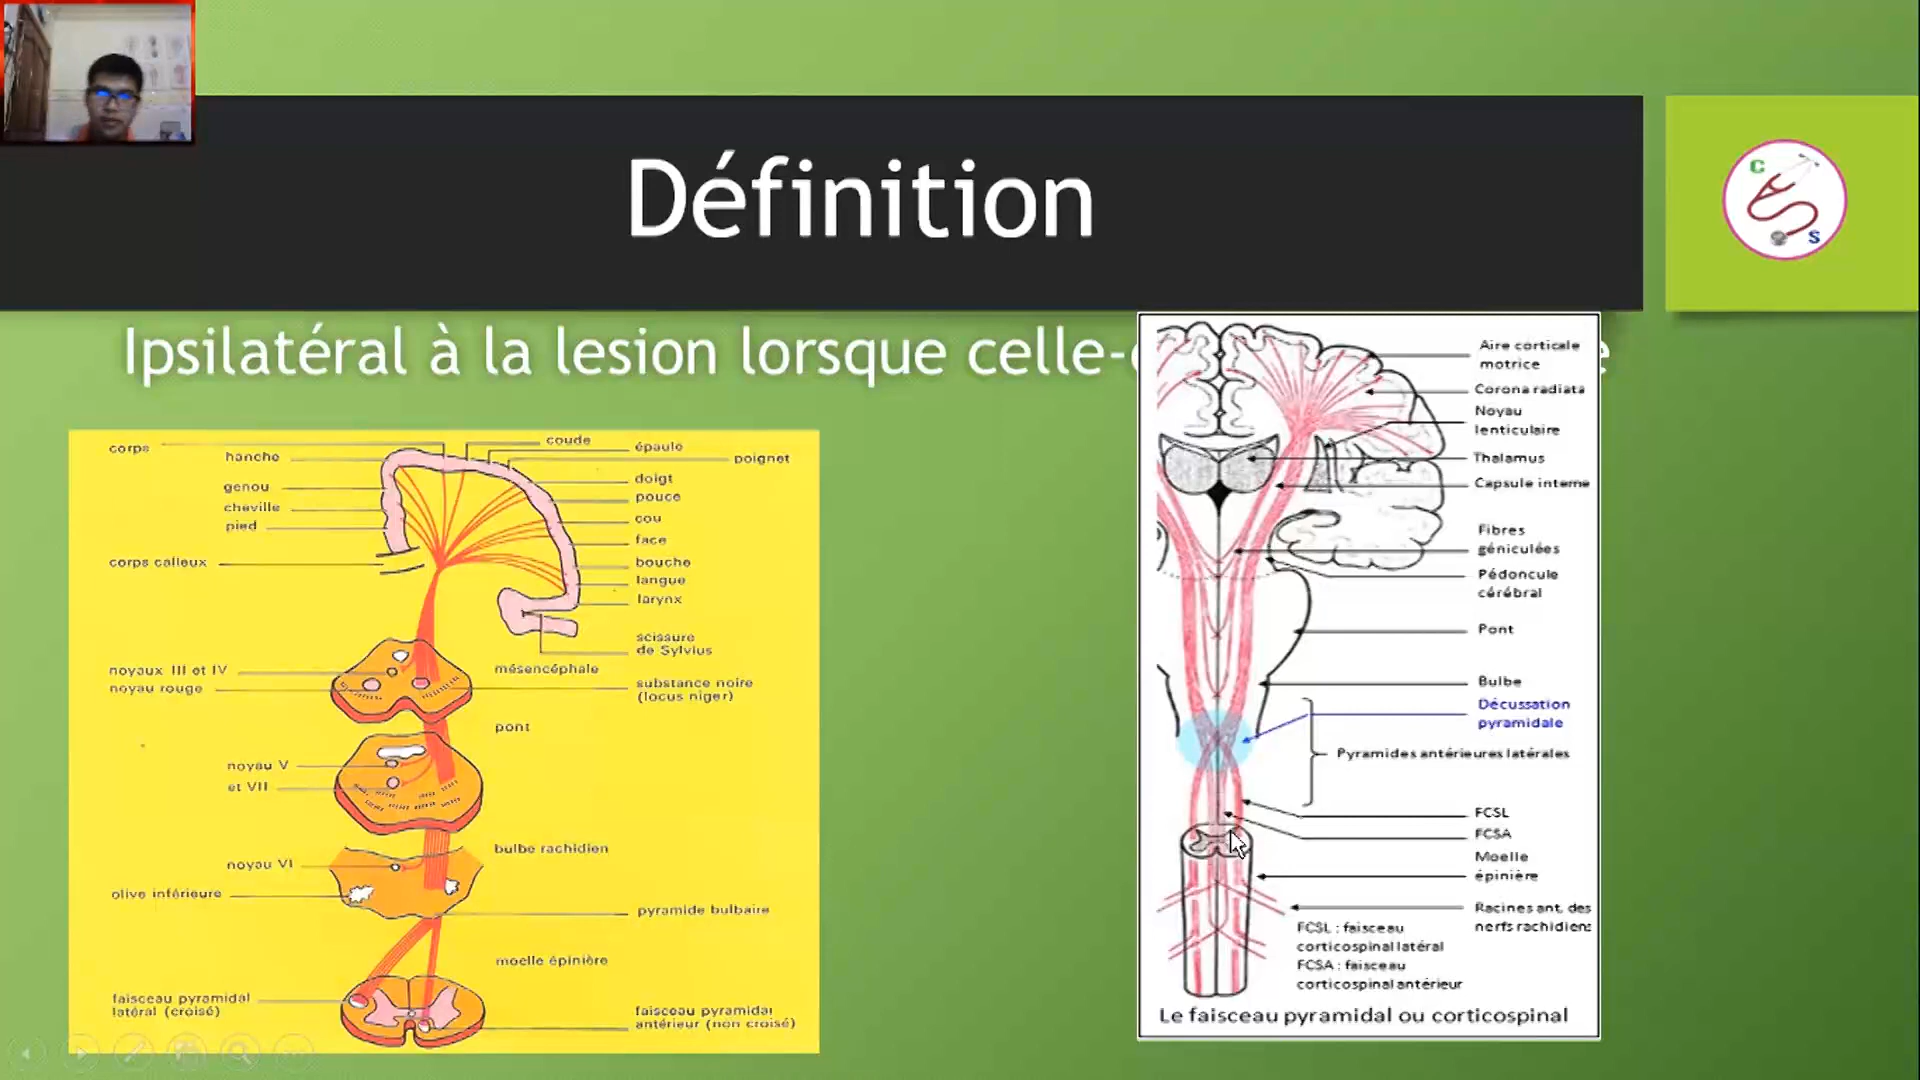 C
S
Définition
Ipsilatéral à la lesion lorsque celle-
corps
coude
épaule
hanche
poignet
doigt
genou
pouce
cheville
cou
pied
face
corps calleux
bouche
langue
larynx
scissure
de Sylvius
noyaux III et IV
mésencéphale
noyau rouge
substance noire
(locus niger)
pont
noyau V
et VII
bulbe rachidien
noyau VI
olive inférieure
pyramide bulbaire
moelle épinière
faisceau pyramidal
latéral (croisé)
faisceau pyramidal
antérieur (non croisé)
Aire corticale
motrice
Corona radiata
Noyau
lenticulaire
Thalamus
Capsule interne
Fibres
géniculées
Pédoncule
cérébral
Pont
Bulbe
Décussation
pyramidale
Pyramides antérieures latérales
FCSL
FCSA
Moelle
épinière
Racines ant. des
nerfs rachidiens
FCSL : faisceau
corticospinal latéral
FCSA : faisceau
corticospinal antérieur
Le faisceau pyramidal ou corticospinal